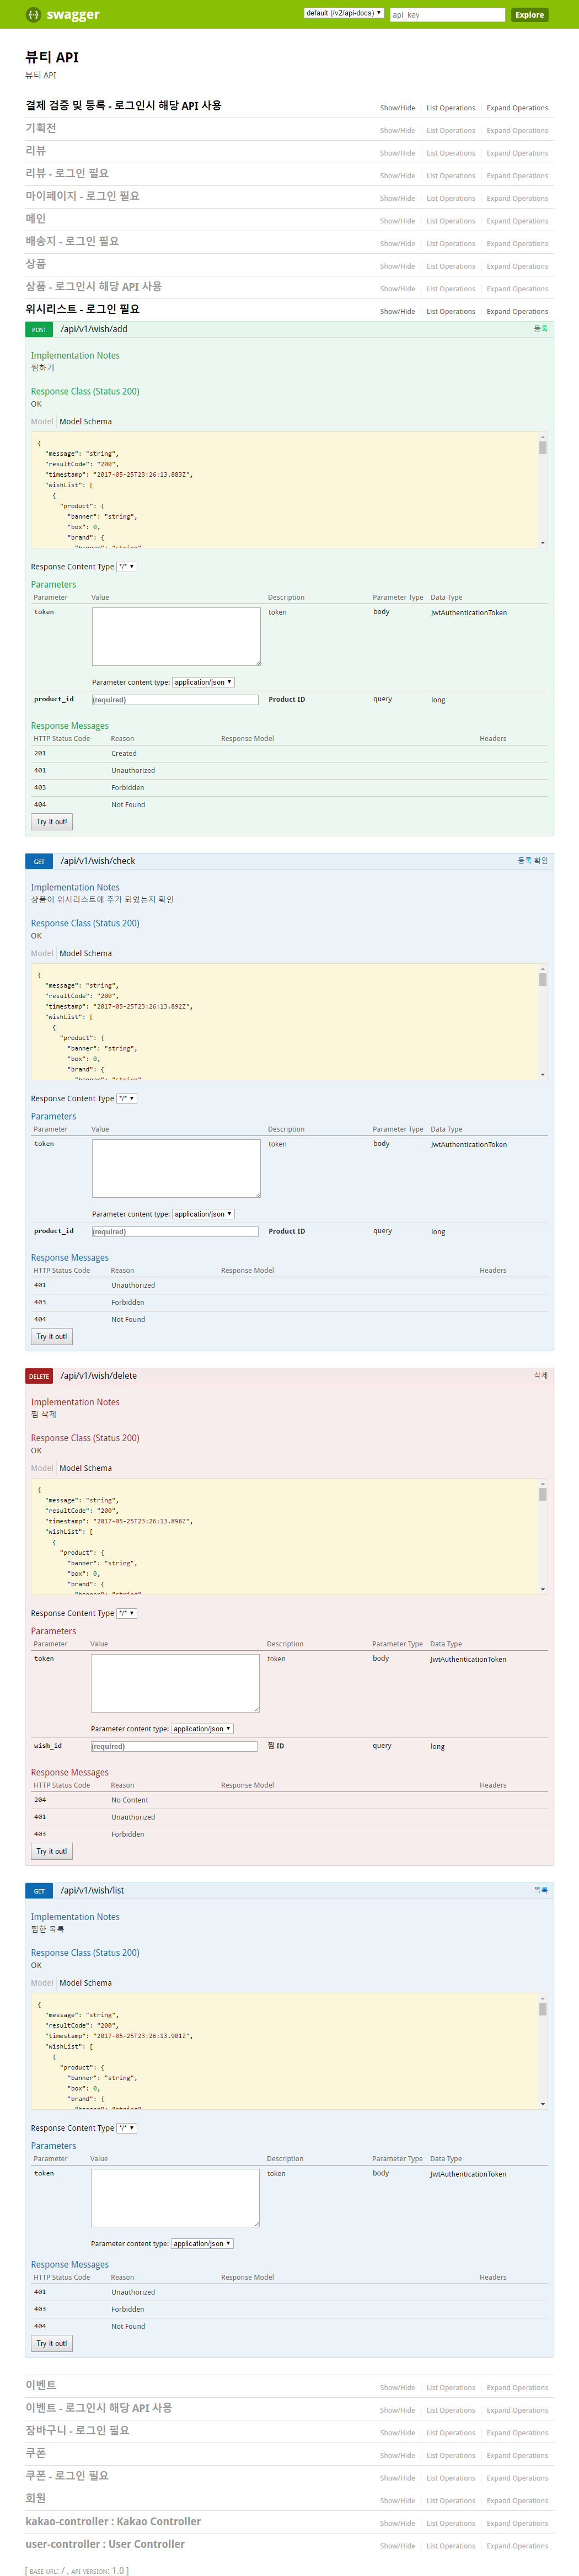 swagger default (/v2/api-docs) api_key Explore
뷰티 API
뷰티 API
결제 검증 및 등록 - 로그인시 해당 API 사용 Show/Hide List Operations Expand Operations
기획전 Show/Hide List Operations Expand Operations
리뷰 Show/Hide List Operations Expand Operations
리뷰 - 로그인 필요 Show/Hide List Operations Expand Operations
마이페이지 - 로그인 필요 Show/Hide List Operations Expand Operations
메인 Show/Hide List Operations Expand Operations
배송지 - 로그인 필요 Show/Hide List Operations Expand Operations
상품 Show/Hide List Operations Expand Operations
상품 - 로그인시 해당 API 사용 Show/Hide List Operations Expand Operations
위시리스트 - 로그인 필요 Show/Hide List Operations Expand Operations
POST /api/v1/wish/add 등록
Implementation Notes
찜하기
Response Class (Status 200)
OK
Model Model Schema
{
"message": "string",
"resultCode": "200",
"timestamp": "2017-05-25T23:26:13.883Z",
"wishList": [
{
"product": {
"banner": "string",
"box": 0,
"brand": {
"banner": "string"
Response Content Type */*
Parameters
Parameter Value Description Parameter Type Data Type
token token body JwtAuthenticationToken
Parameter content type: application/json
product_id (required) Product ID query long
Response Messages
HTTP Status Code Reason Response Model Headers
201 Created
401 Unauthorized
403 Forbidden
404 Not Found
Try it out!
GET /api/v1/wish/check 등록 확인
Implementation Notes
상품이 위시리스트에 추가 되었는지 확인
Response Class (Status 200)
OK
Model Model Schema
{
"message": "string",
"resultCode": "200",
"timestamp": "2017-05-25T23:26:13.892Z",
"wishList": [
{
"product": {
"banner": "string",
"box": 0,
"brand": {
"banner": "string"
Response Content Type */*
Parameters
Parameter Value Description Parameter Type Data Type
token token body JwtAuthenticationToken
Parameter content type: application/json
product_id (required) Product ID query long
Response Messages
HTTP Status Code Reason Response Model Headers
401 Unauthorized
403 Forbidden
404 Not Found
Try it out!
DELETE /api/v1/wish/delete 삭제
Implementation Notes
찜 삭제
Response Class (Status 200)
OK
Model Model Schema
{
"message": "string",
"resultCode": "200",
"timestamp": "2017-05-25T23:26:13.896Z",
"wishList": [
{
"product": {
"banner": "string",
"box": 0,
"brand": {
"banner": "string"
Response Content Type */*
Parameters
Parameter Value Description Parameter Type Data Type
token token body JwtAuthenticationToken
Parameter content type: application/json
wish_id (required) 찜 ID query long
Response Messages
HTTP Status Code Reason Response Model Headers
204 No Content
401 Unauthorized
403 Forbidden
Try it out!
GET /api/v1/wish/list 목록
Implementation Notes
찜한 목록
Response Class (Status 200)
OK
Model Model Schema
{
"message": "string",
"resultCode": "200",
"timestamp": "2017-05-25T23:26:13.901Z",
"wishList": [
{
"product": {
"banner": "string",
"box": 0,
"brand": {
"banner": "string"
Response Content Type */*
Parameters
Parameter Value Description Parameter Type Data Type
token token body JwtAuthenticationToken
Parameter content type: application/json
Response Messages
HTTP Status Code Reason Response Model Headers
401 Unauthorized
403 Forbidden
404 Not Found
Try it out!
이벤트 Show/Hide List Operations Expand Operations
이벤트 - 로그인시 해당 API 사용 Show/Hide List Operations Expand Operations
장바구니 - 로그인 필요 Show/Hide List Operations Expand Operations
쿠폰 Show/Hide List Operations Expand Operations
쿠폰 - 로그인 필요 Show/Hide List Operations Expand Operations
회원 Show/Hide List Operations Expand Operations
kakao-controller : Kakao Controller Show/Hide List Operations Expand Operations
user-controller : User Controller Show/Hide List Operations Expand Operations
[ BASE URL: / , API VERSION: 1.0 ]